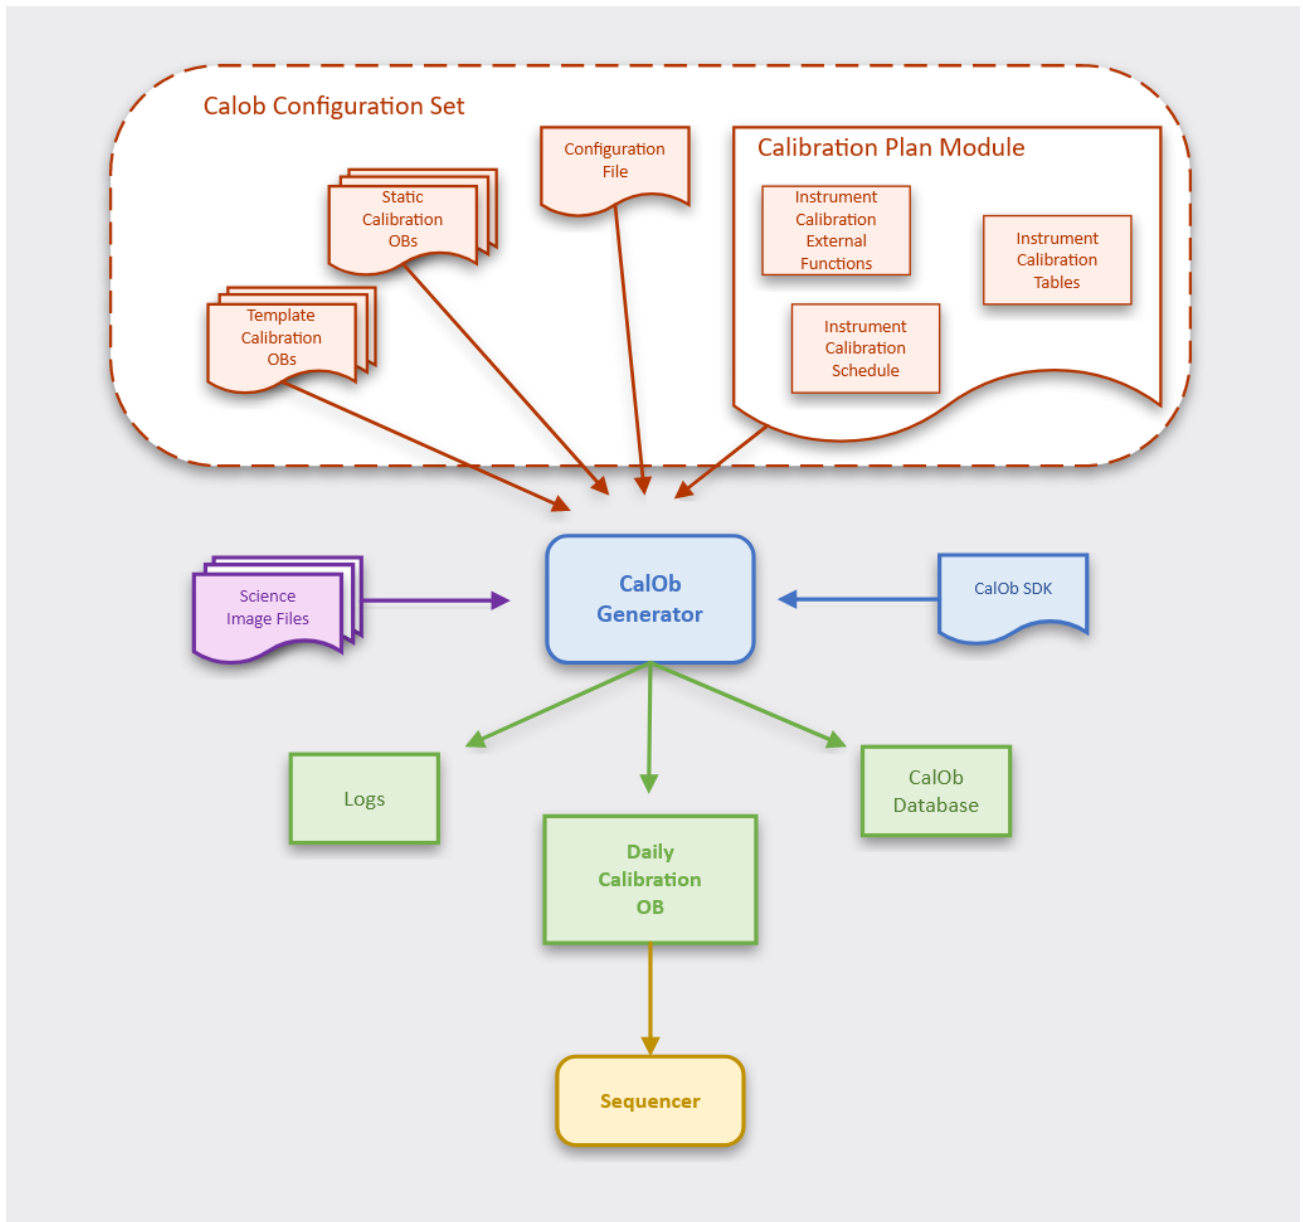 Calob Configuration Set
Configuration
File
Calibration Plan Module
Static
Calibration
OBs
Instrument
Calibration
External
Functions
Instrument
Calibration
Tables
Template
Calibration
OBs
Instrument
Calibration
Schedule
Science
Image Files
CalOb
Generator
CalOb SDK
Logs
CalOb
Database
Daily
Calibration
OB
Sequencer